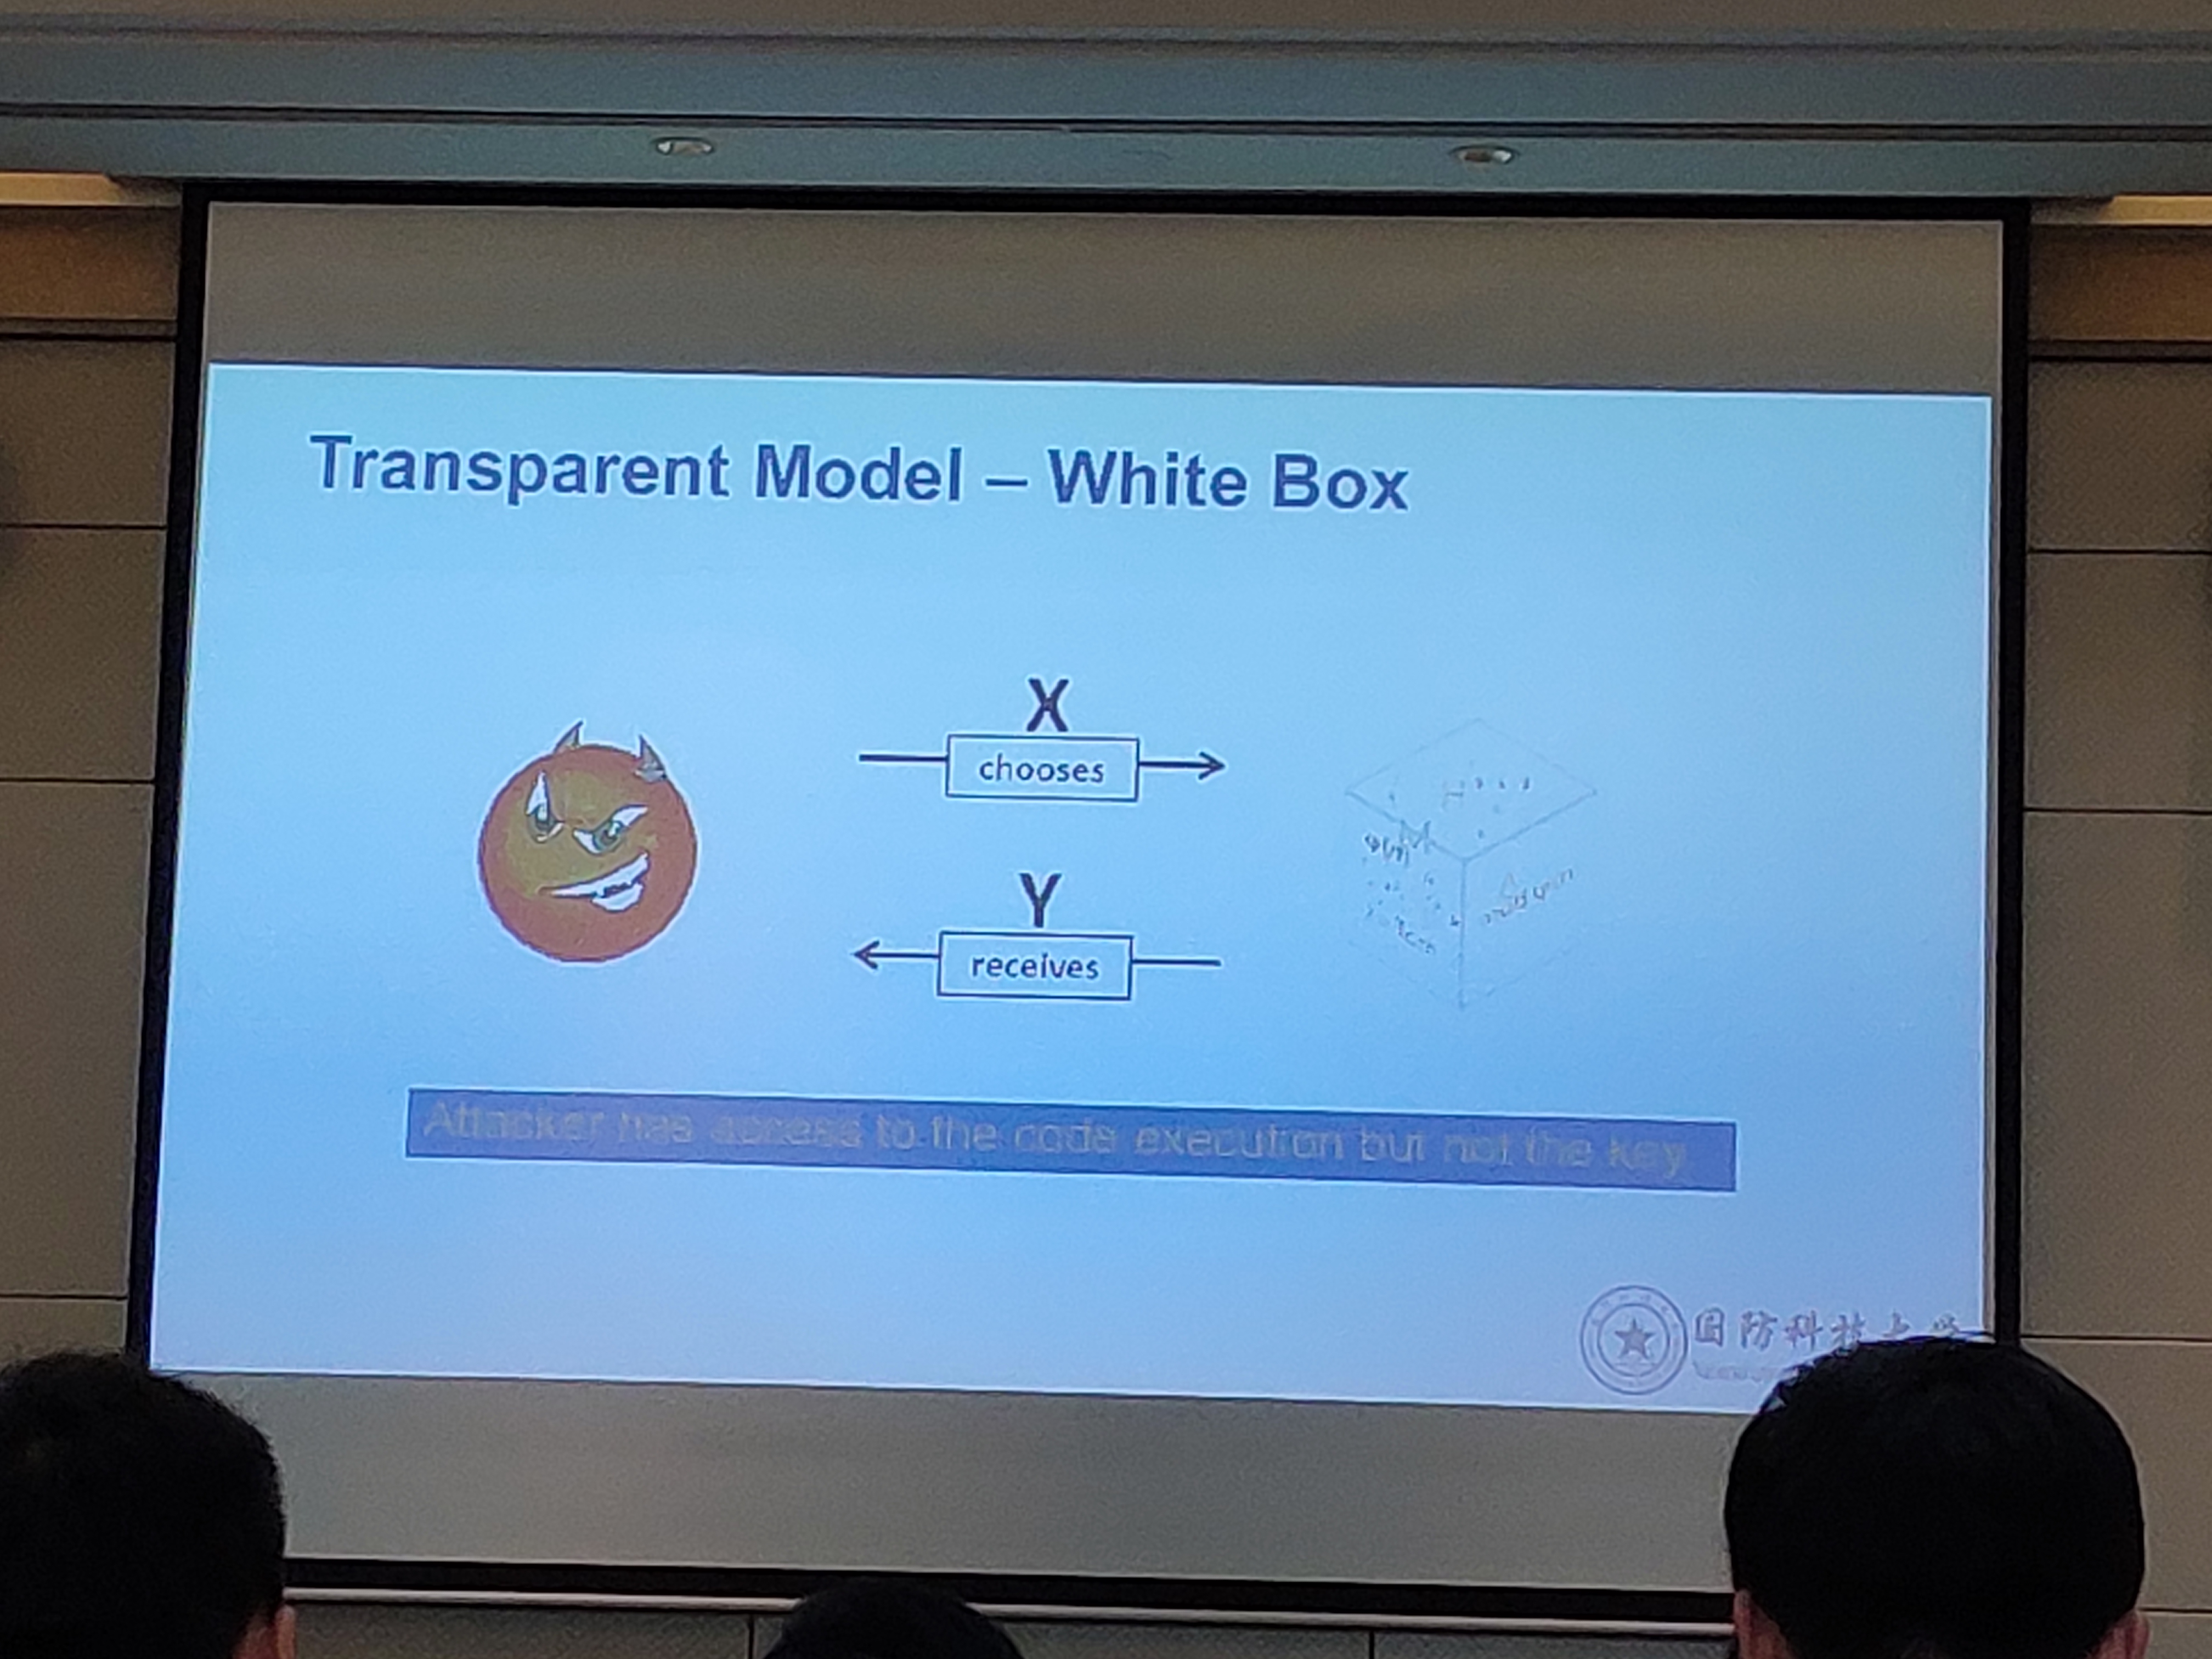 Transparent Model – White Box
X
chooses
Y
receives
Attacker has access to the code execution but not the key
国防科技大学